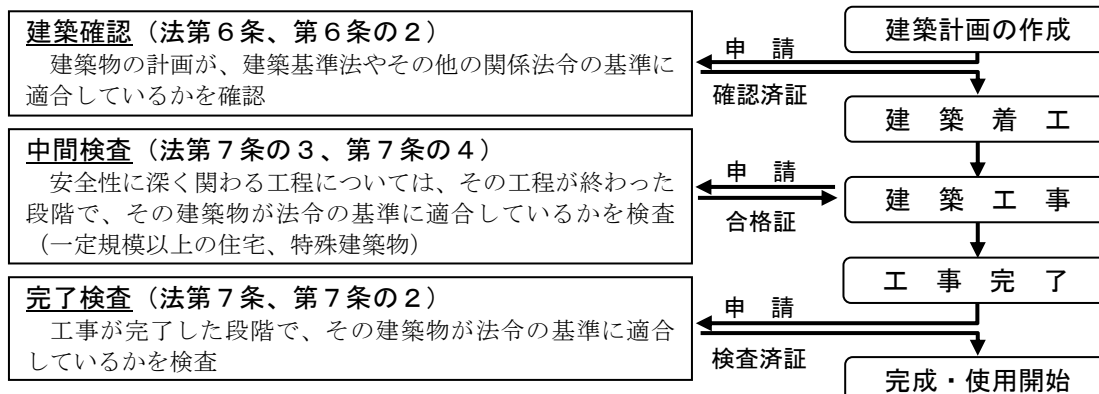 建築確認（法第６条、第６条の２）
建築物の計画が、建築基準法やその他の関係法令の基準に
適合しているかを確認
申　請
確認済証
建築計画の作成
建　築　着　工
中間検査（法第７条の３、第７条の４）
安全性に深く関わる工程については、その工程が終わった
段階で、その建築物が法令の基準に適合しているかを検査
（一定規模以上の住宅、特殊建築物）
申　請
合格証
建　築　工　事
工　事　完　了
完了検査（法第７条、第７条の２）
工事が完了した段階で、その建築物が法令の基準に適合
しているかを検査
申　請
検査済証
完成・使用開始